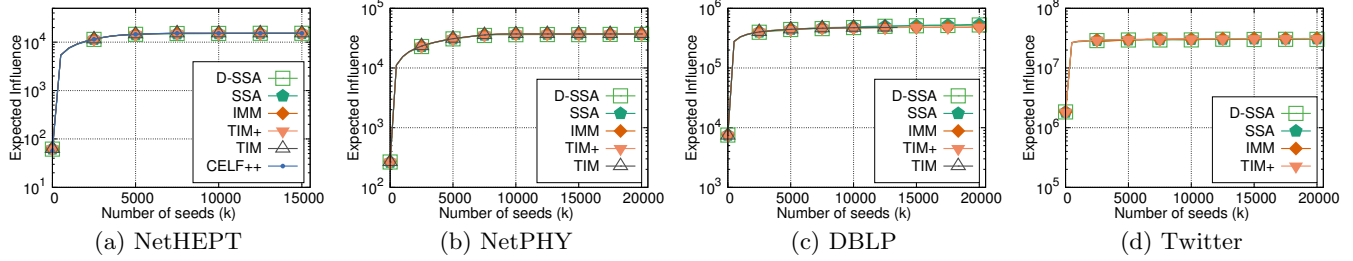 Expected Influence
10^4
10^3
10^2
10^1
D-SSA
SSA
IMM
TIM+
TIM
CELF++
0 5000 10000 15000
Number of seeds (k)
(a) NetHEPT
Expected Influence
10^5
10^4
10^3
10^2
D-SSA
SSA
IMM
TIM+
TIM
0 5000 10000 15000 20000
Number of seeds (k)
(b) NetPHY
Expected Influence
10^6
10^5
10^4
10^3
D-SSA
SSA
IMM
TIM+
TIM
0 5000 10000 15000 20000
Number of seeds (k)
(c) DBLP
Expected Influence
10^8
10^7
10^6
10^5
D-SSA
SSA
IMM
TIM+
0 5000 10000 15000 20000
Number of seeds (k)
(d) Twitter